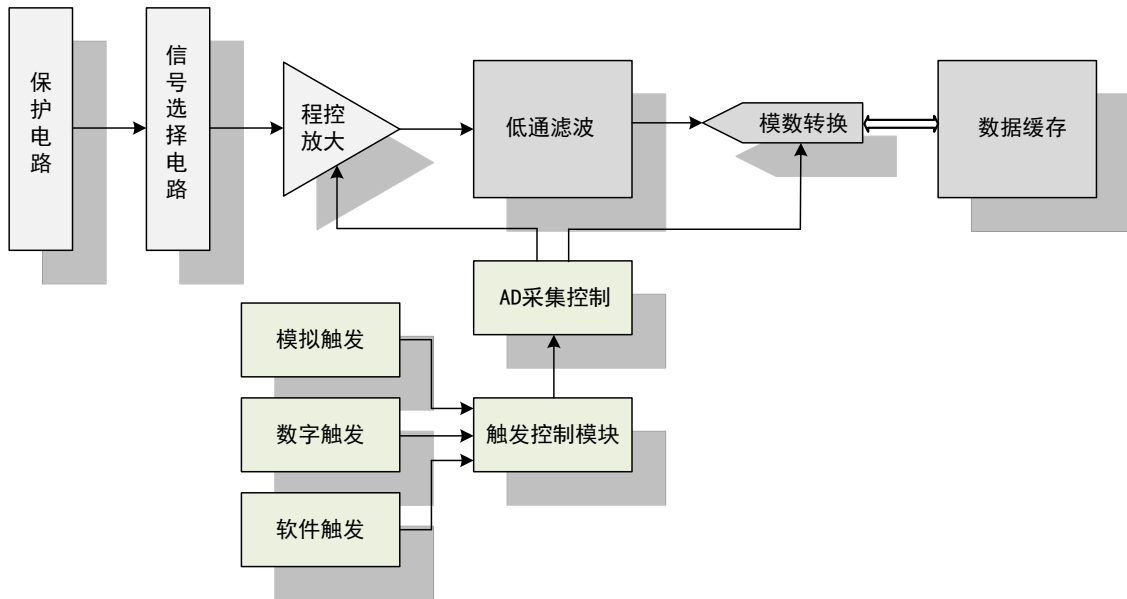 保护电路
信号选择电路
程控
放大
低通滤波
模数转换
数据缓存
AD采集控制
模拟触发
数字触发
触发控制模块
软件触发